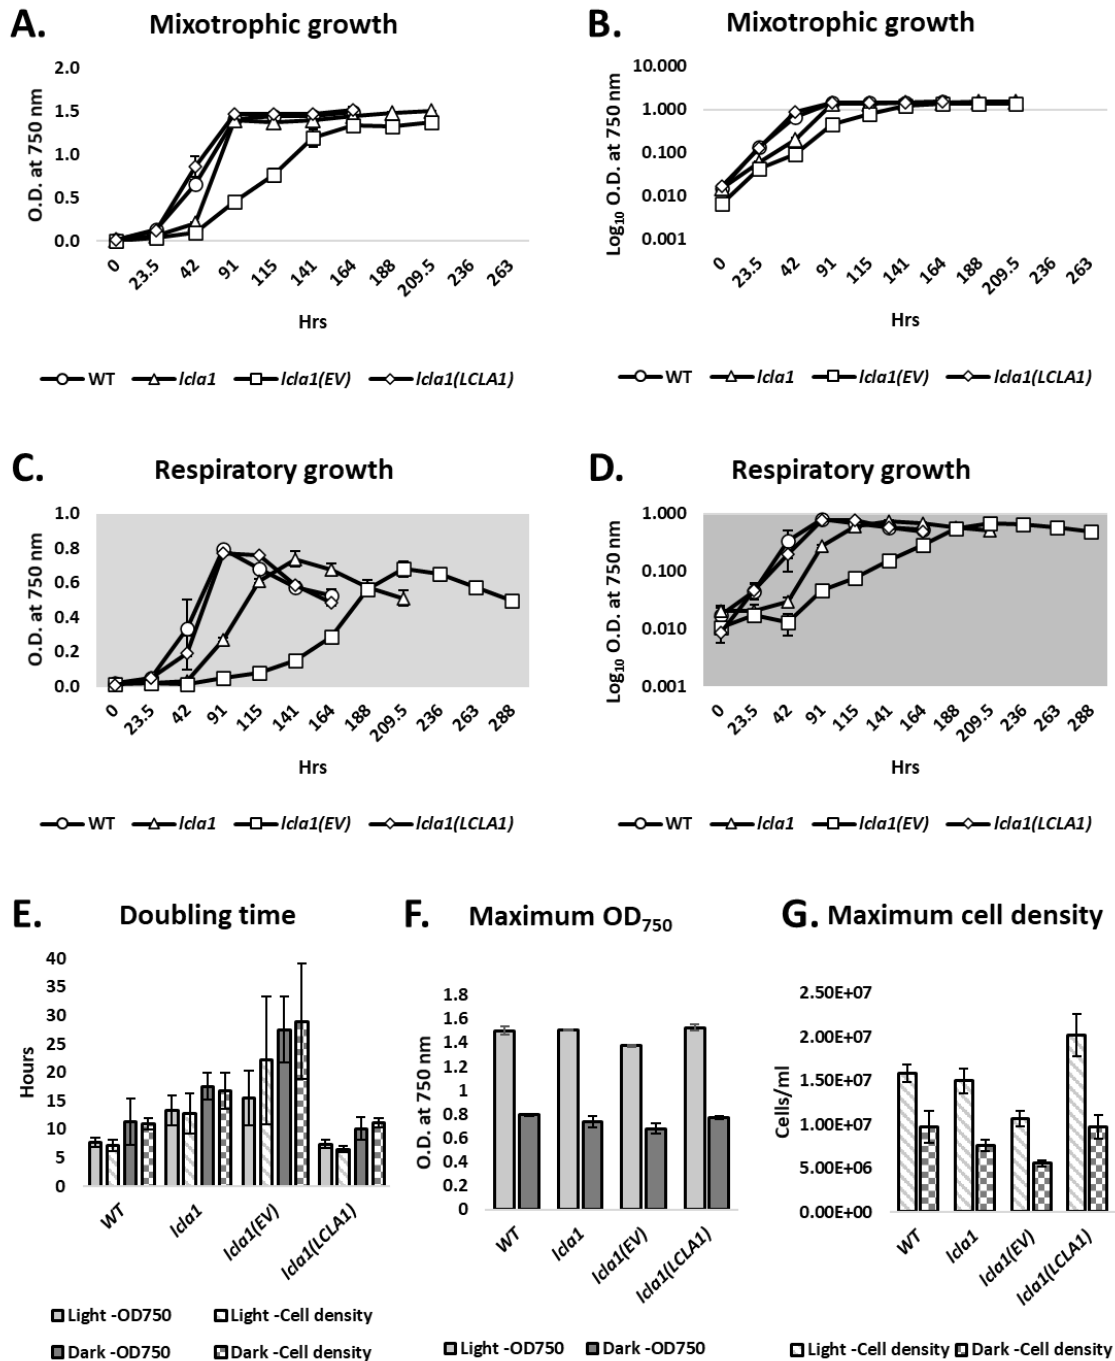 A. Mixotrophic growth
2.0
1.5
1.0
0.5
0.0
O.D. at 750 nm
0 23.5 42 91 115 141 164 188 209.5 236 263
Hrs
WT lcla1 lcla1(EV) lcla1(LCLA1)
B. Mixotrophic growth
10.000
1.000
0.100
0.010
0.001
Log10 O.D. at 750 nm
0 23.5 42 91 115 141 164 188 209.5 236 263
Hrs
WT lcla1 lcla1(EV) lcla1(LCLA1)
C. Respiratory growth
1.0
0.8
0.6
0.4
0.2
0.0
O.D. at 750 nm
0 23.5 42 91 115 141 164 188 209.5 236 263 288
Hrs
WT lcla1 lcla1(EV) lcla1(LCLA1)
D. Respiratory growth
1.000
0.100
0.010
0.001
Log10 O.D. at 750 nm
0 23.5 42 91 115 141 164 188 209.5 236 263 288
Hrs
WT lcla1 lcla1(EV) lcla1(LCLA1)
E. Doubling time
40
35
30
25
20
15
10
5
0
Hours
WT lcla1 lcla1(EV) lcla1(LCLA1)
Light -OD750 Light -Cell density
Dark -OD750 Dark -Cell density
F. Maximum OD750
1.8
1.6
1.4
1.2
1
0.8
0.6
0.4
0.2
0
O.D. at 750 nm
WT lcla1 lcla1(EV) lcla1(LCLA1)
Light -OD750 Dark -OD750
G. Maximum cell density
2.50E+07
2.00E+07
1.50E+07
1.00E+07
5.00E+06
0.00E+00
Cells/ml
WT lcla1 lcla1(EV) lcla1(LCLA1)
Light -Cell density Dark -Cell density